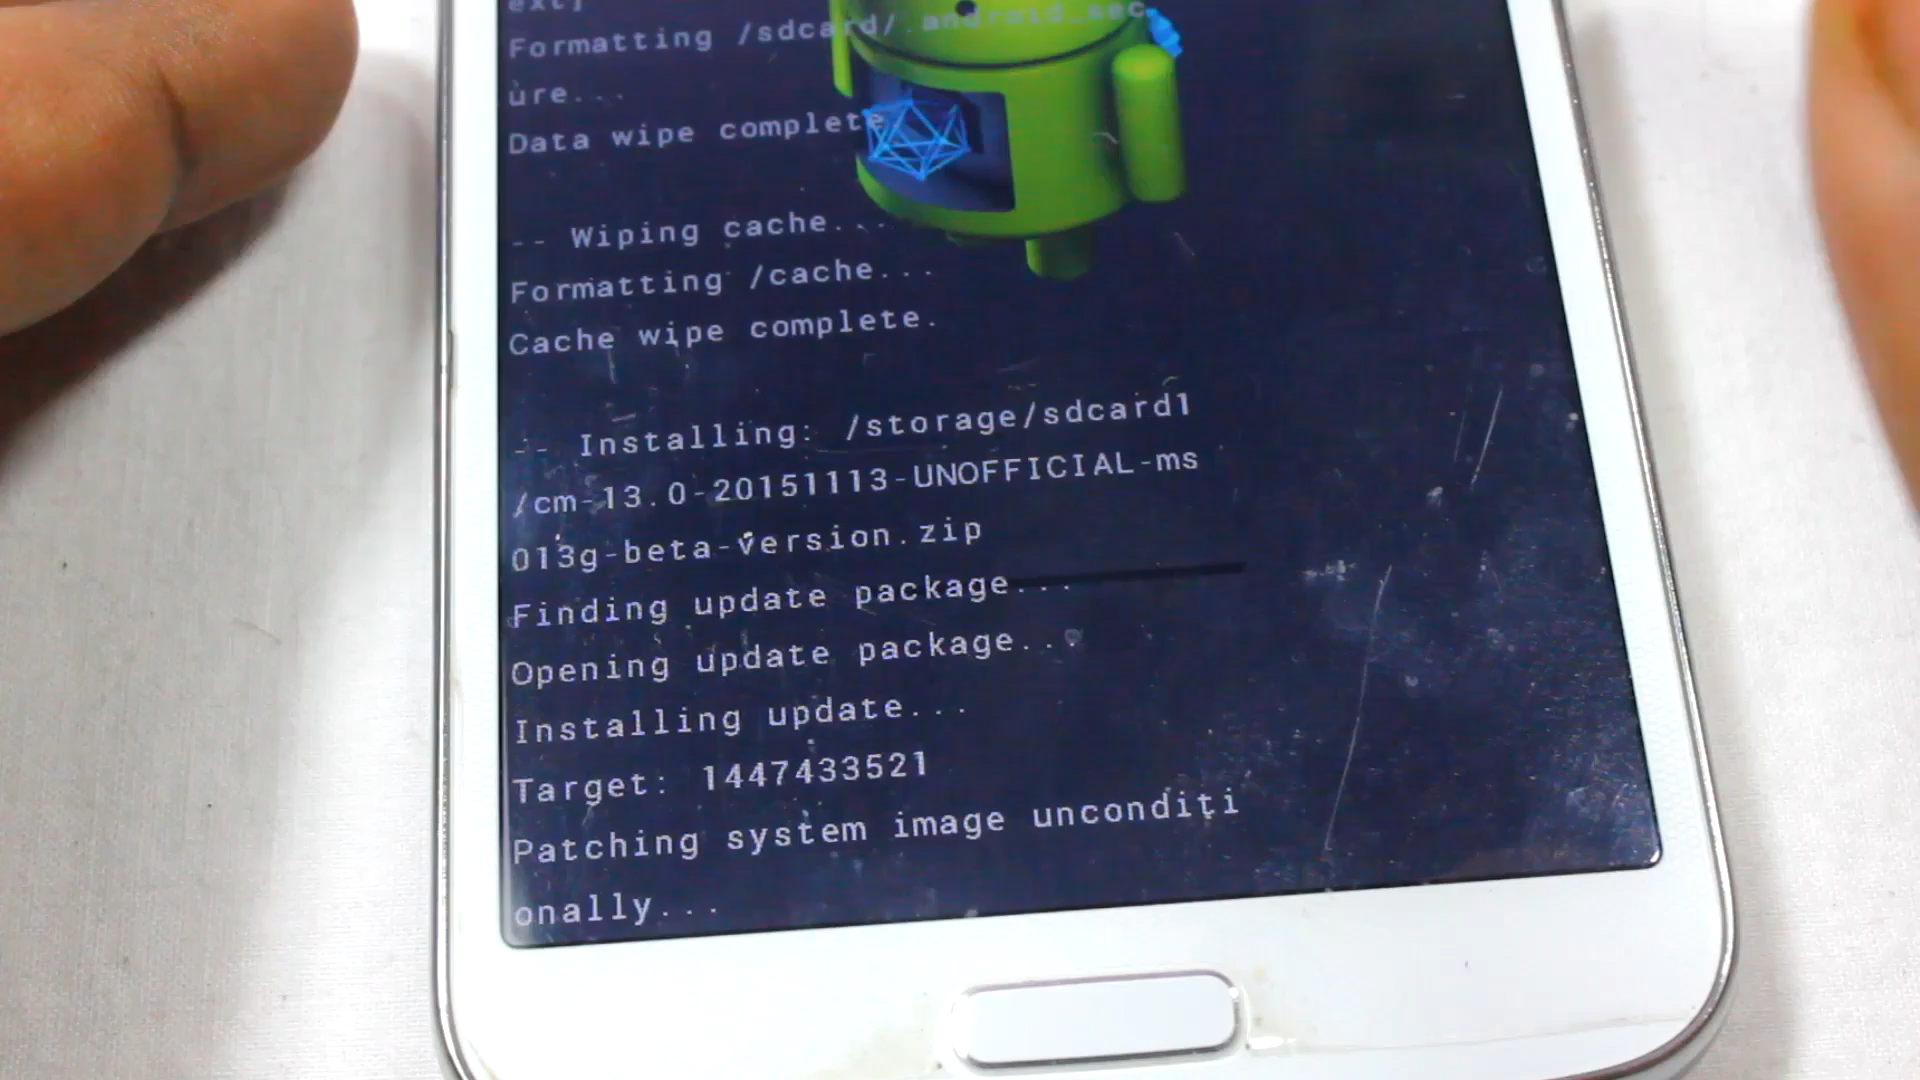 ext]
Formatting /sdcard/.android_sec
ure...
Data wipe complete
-- Wiping cache...
Formatting /cache...
Cache wipe complete.
-- Installing: /storage/sdcard1
/cm-13.0-20151113-UNOFFICIAL-ms
013g-beta-version.zip
Finding update package...
Opening update package...
Installing update...
Target: 1447433521
Patching system image unconditi
onally...